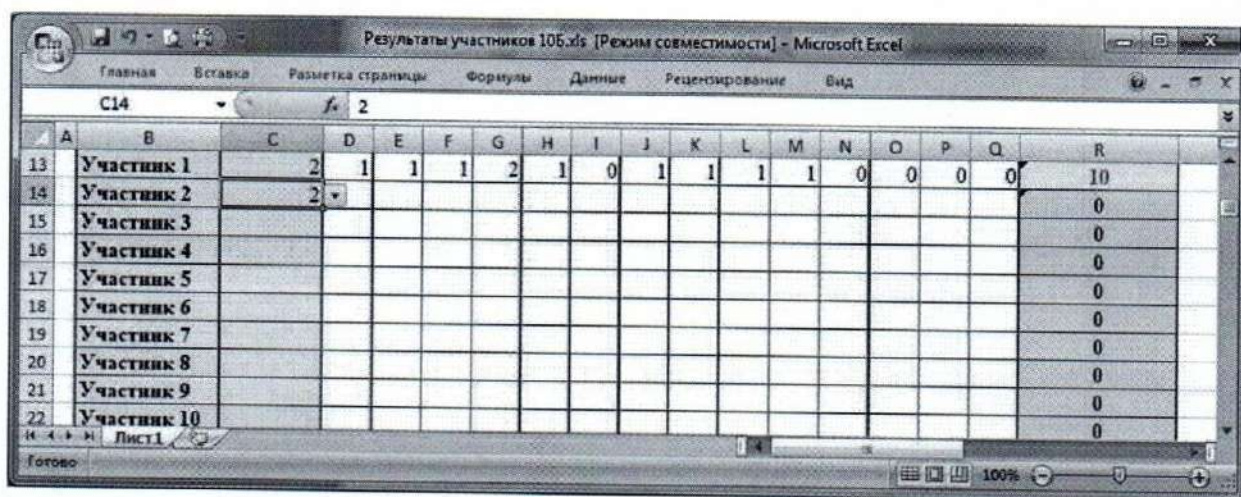 Результаты участников 10Б.xls [Режим совместимости] - Microsoft Excel
Главная Вставка Разметка страницы Формулы Данные Рецензирование Вид
C14 fx 2
A B C D E F G H I J K L M N O P Q R
13 Участник 1 2 1 1 1 2 1 0 1 1 1 1 0 0 0 0 10
14 Участник 2 2 0
15 Участник 3 0
16 Участник 4 0
17 Участник 5 0
18 Участник 6 0
19 Участник 7 0
20 Участник 8 0
21 Участник 9 0
22 Участник 10 0
Лист1
Готово 100%